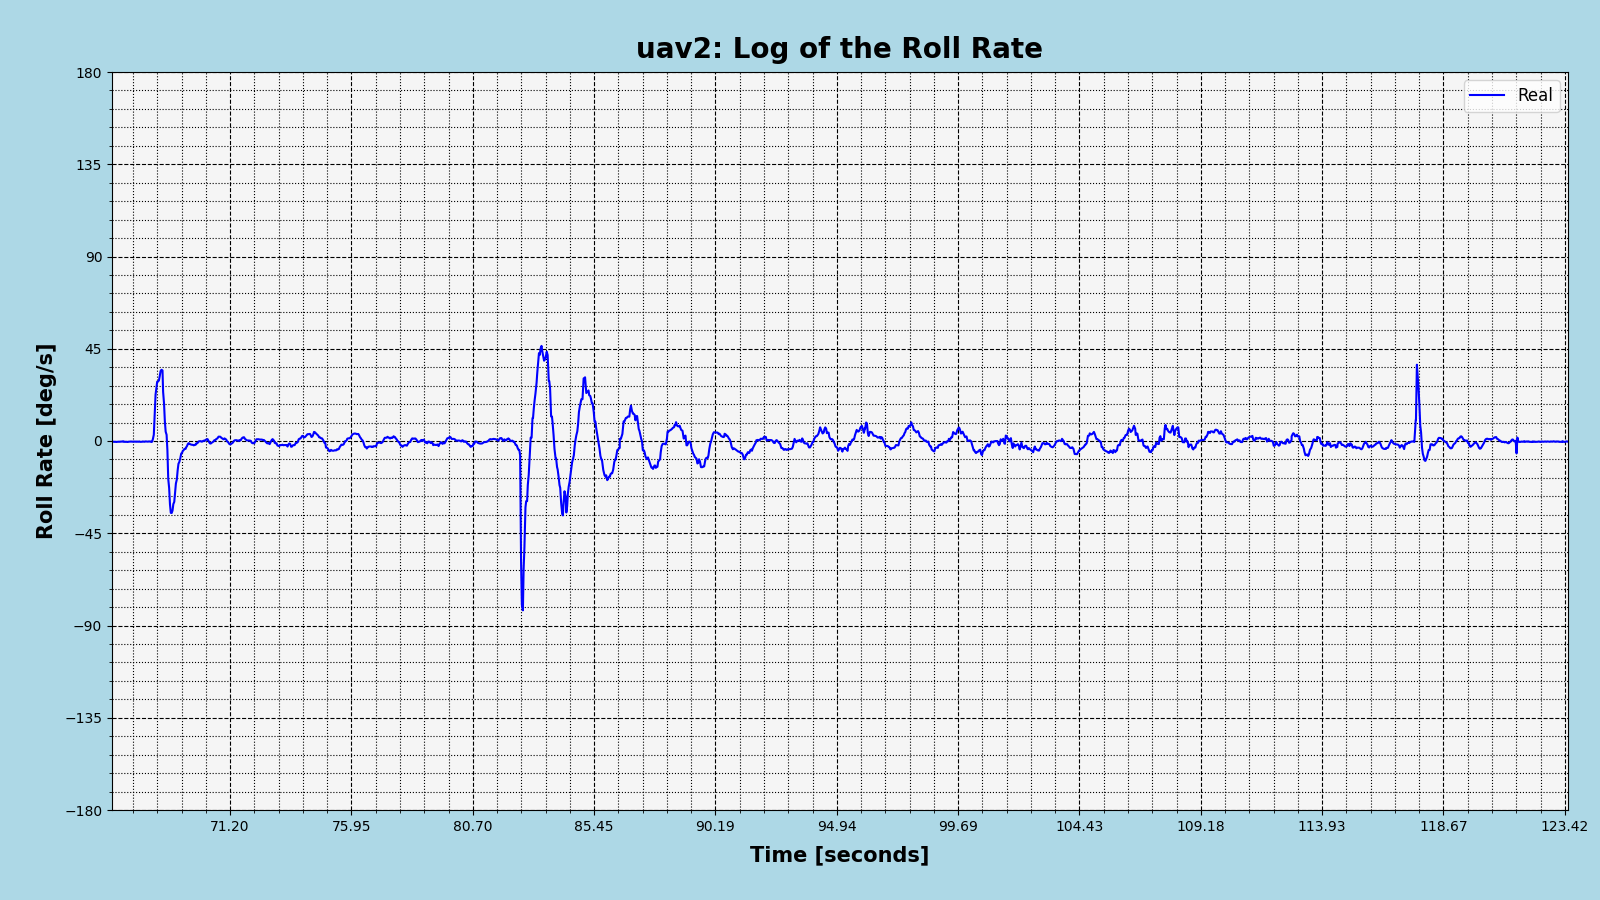 uav2: Log of the Roll Rate
Real
180
135
90
45
0
−45
−90
−135
−180
Roll Rate [deg/s]
71.20 75.95 80.70 85.45 90.19 94.94 99.69 104.43 109.18 113.93 118.67 123.42
Time [seconds]